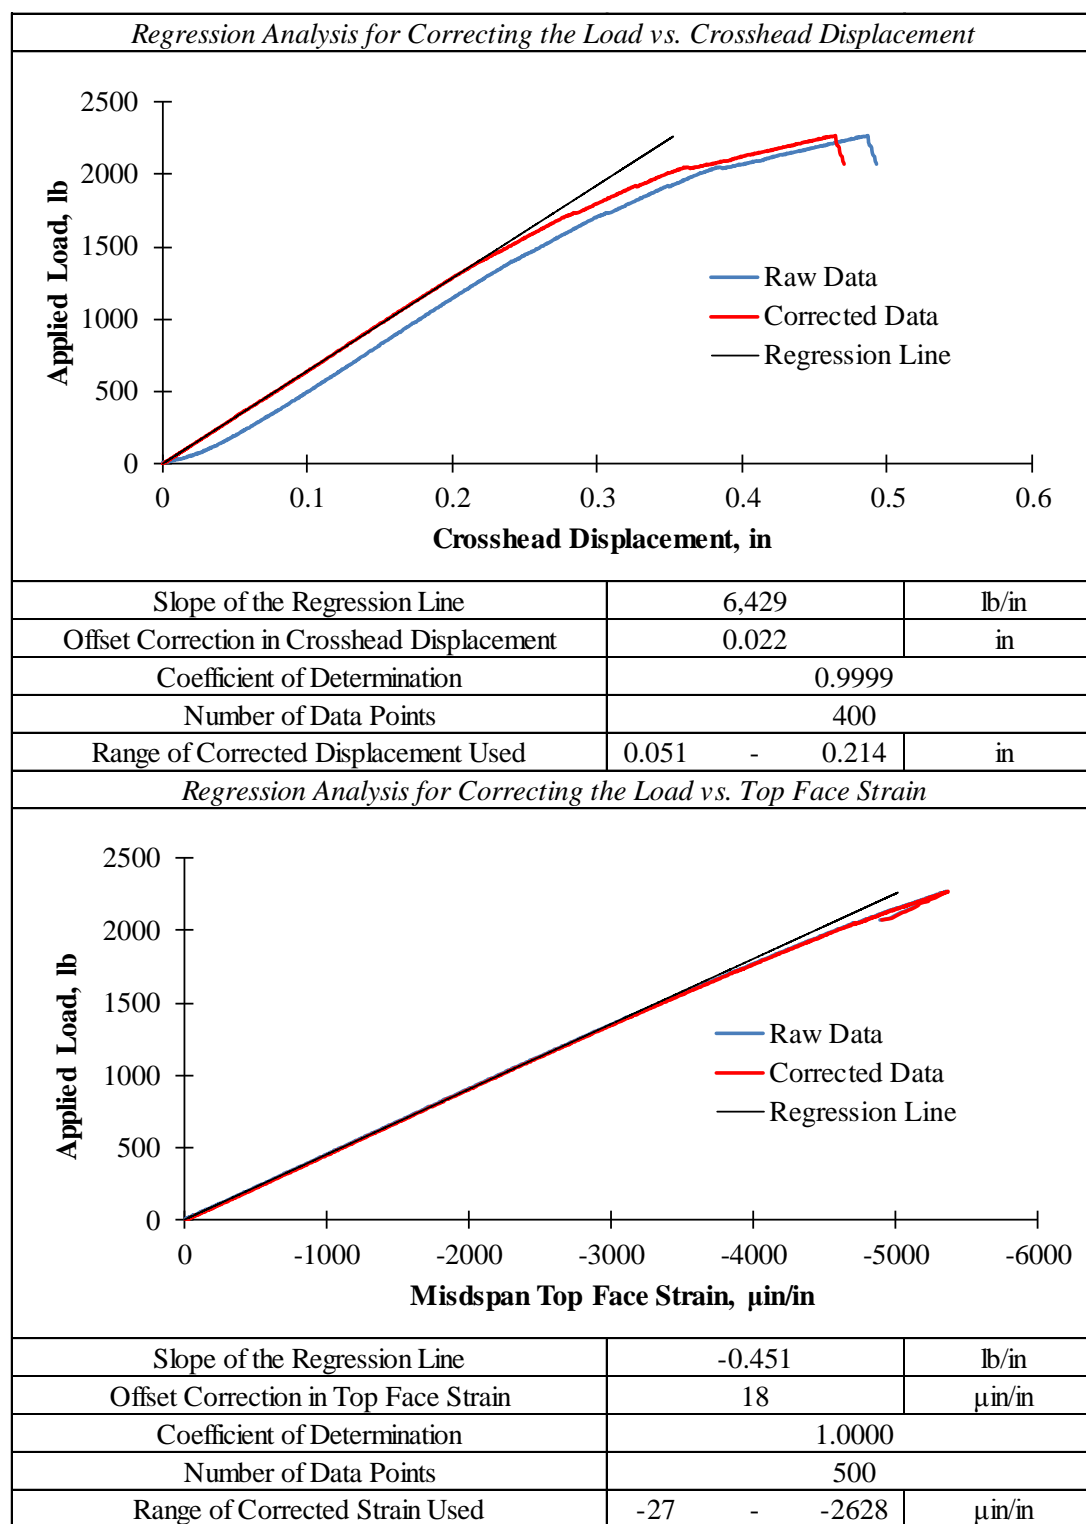 Regression Analysis for Correcting the Load vs. Crosshead Displacement
2500
2000
1500
1000
500
0
Applied Load, lb
Raw Data
Corrected Data
Regression Line
0 0.1 0.2 0.3 0.4 0.5 0.6
Crosshead Displacement, in
Slope of the Regression Line 6,429 lb/in
Offset Correction in Crosshead Displacement 0.022 in
Coefficient of Determination 0.9999
Number of Data Points 400
Range of Corrected Displacement Used 0.051 - 0.214 in
Regression Analysis for Correcting the Load vs. Top Face Strain
2500
2000
1500
1000
500
0
Applied Load, lb
Raw Data
Corrected Data
Regression Line
0 -1000 -2000 -3000 -4000 -5000 -6000
Misdspan Top Face Strain, µin/in
Slope of the Regression Line -0.451 lb/in
Offset Correction in Top Face Strain 18 µin/in
Coefficient of Determination 1.0000
Number of Data Points 500
Range of Corrected Strain Used -27 - -2628 µin/in